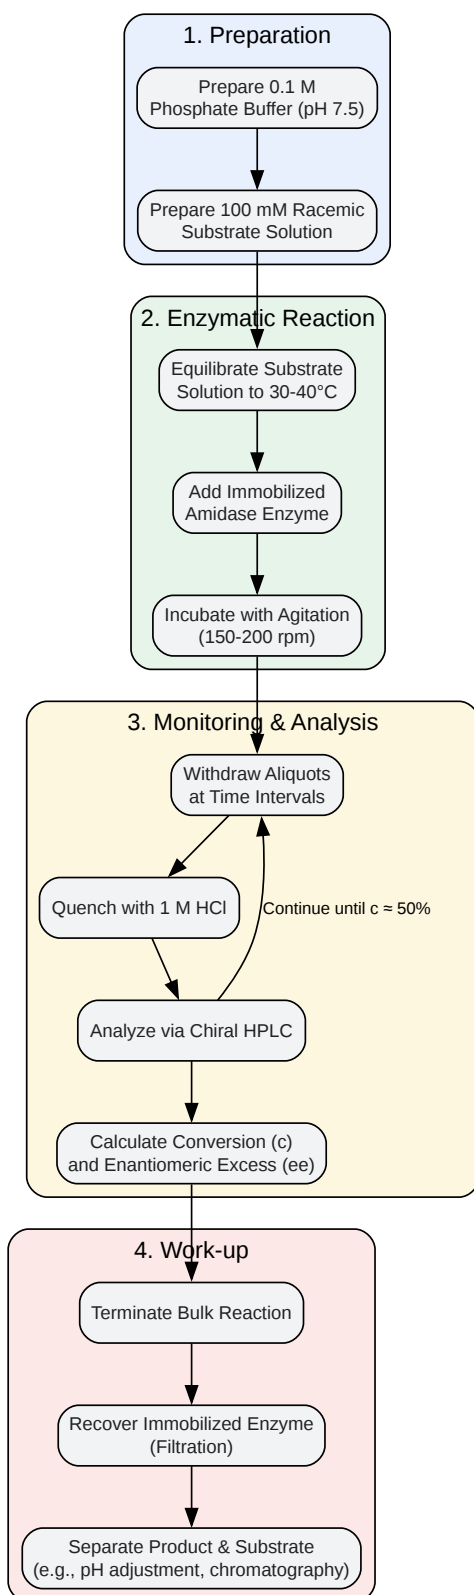 1. Preparation
Prepare 0.1 M
Phosphate Buffer (pH 7.5)
Prepare 100 mM Racemic
Substrate Solution
2. Enzymatic Reaction
Equilibrate Substrate
Solution to 30-40°C
Add Immobilized
Amidase Enzyme
Incubate with Agitation
(150-200 rpm)
3. Monitoring & Analysis
Withdraw Aliquots
at Time Intervals
Quench with 1 M HCl
Continue until c ≈ 50%
Analyze via Chiral HPLC
Calculate Conversion (c)
and Enantiomeric Excess (ee)
4. Work-up
Terminate Bulk Reaction
Recover Immobilized Enzyme
(Filtration)
Separate Product & Substrate
(e.g., pH adjustment, chromatography)